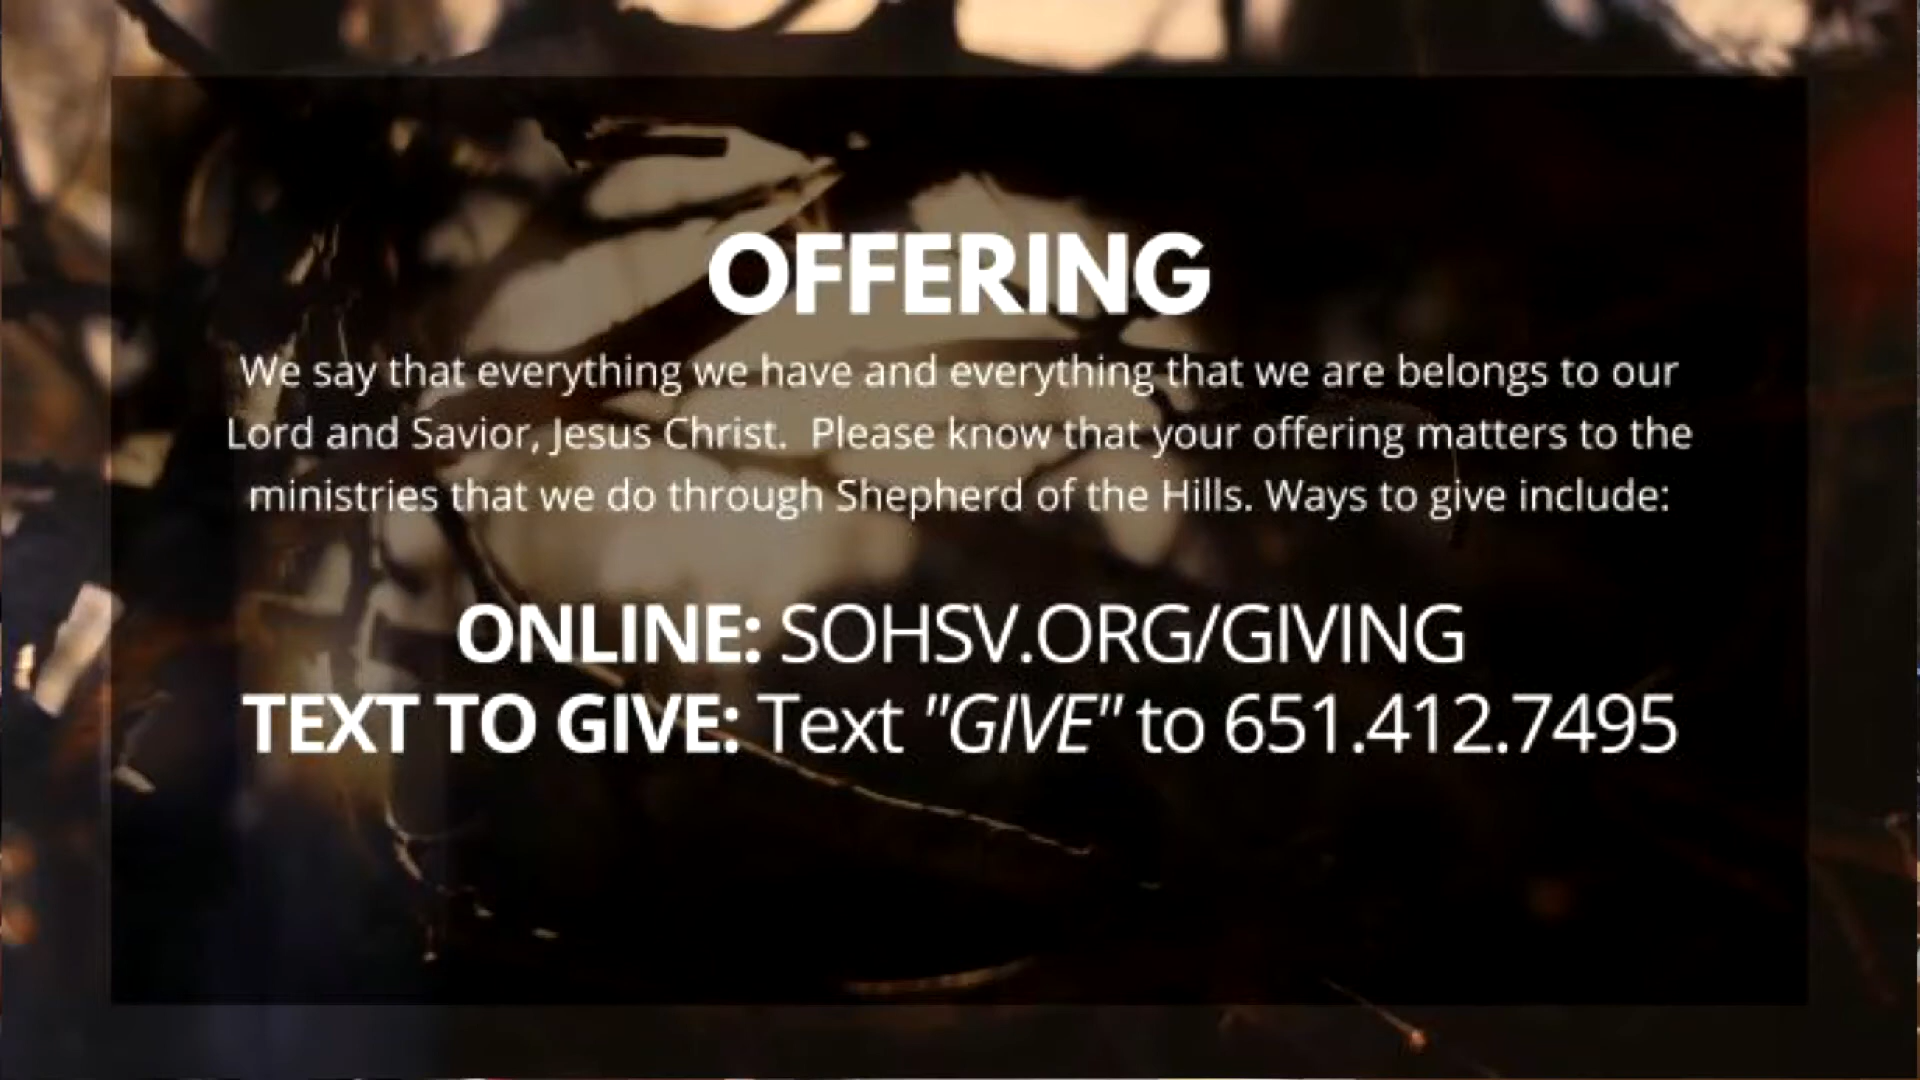 OFFERING
We say that everything we have and everything that we are belongs to our
Lord and Savior, Jesus Christ.  Please know that your offering matters to the
ministries that we do through Shepherd of the Hills. Ways to give include:
ONLINE: SOHSV.ORG/GIVING
TEXT TO GIVE: Text "GIVE" to 651.412.7495